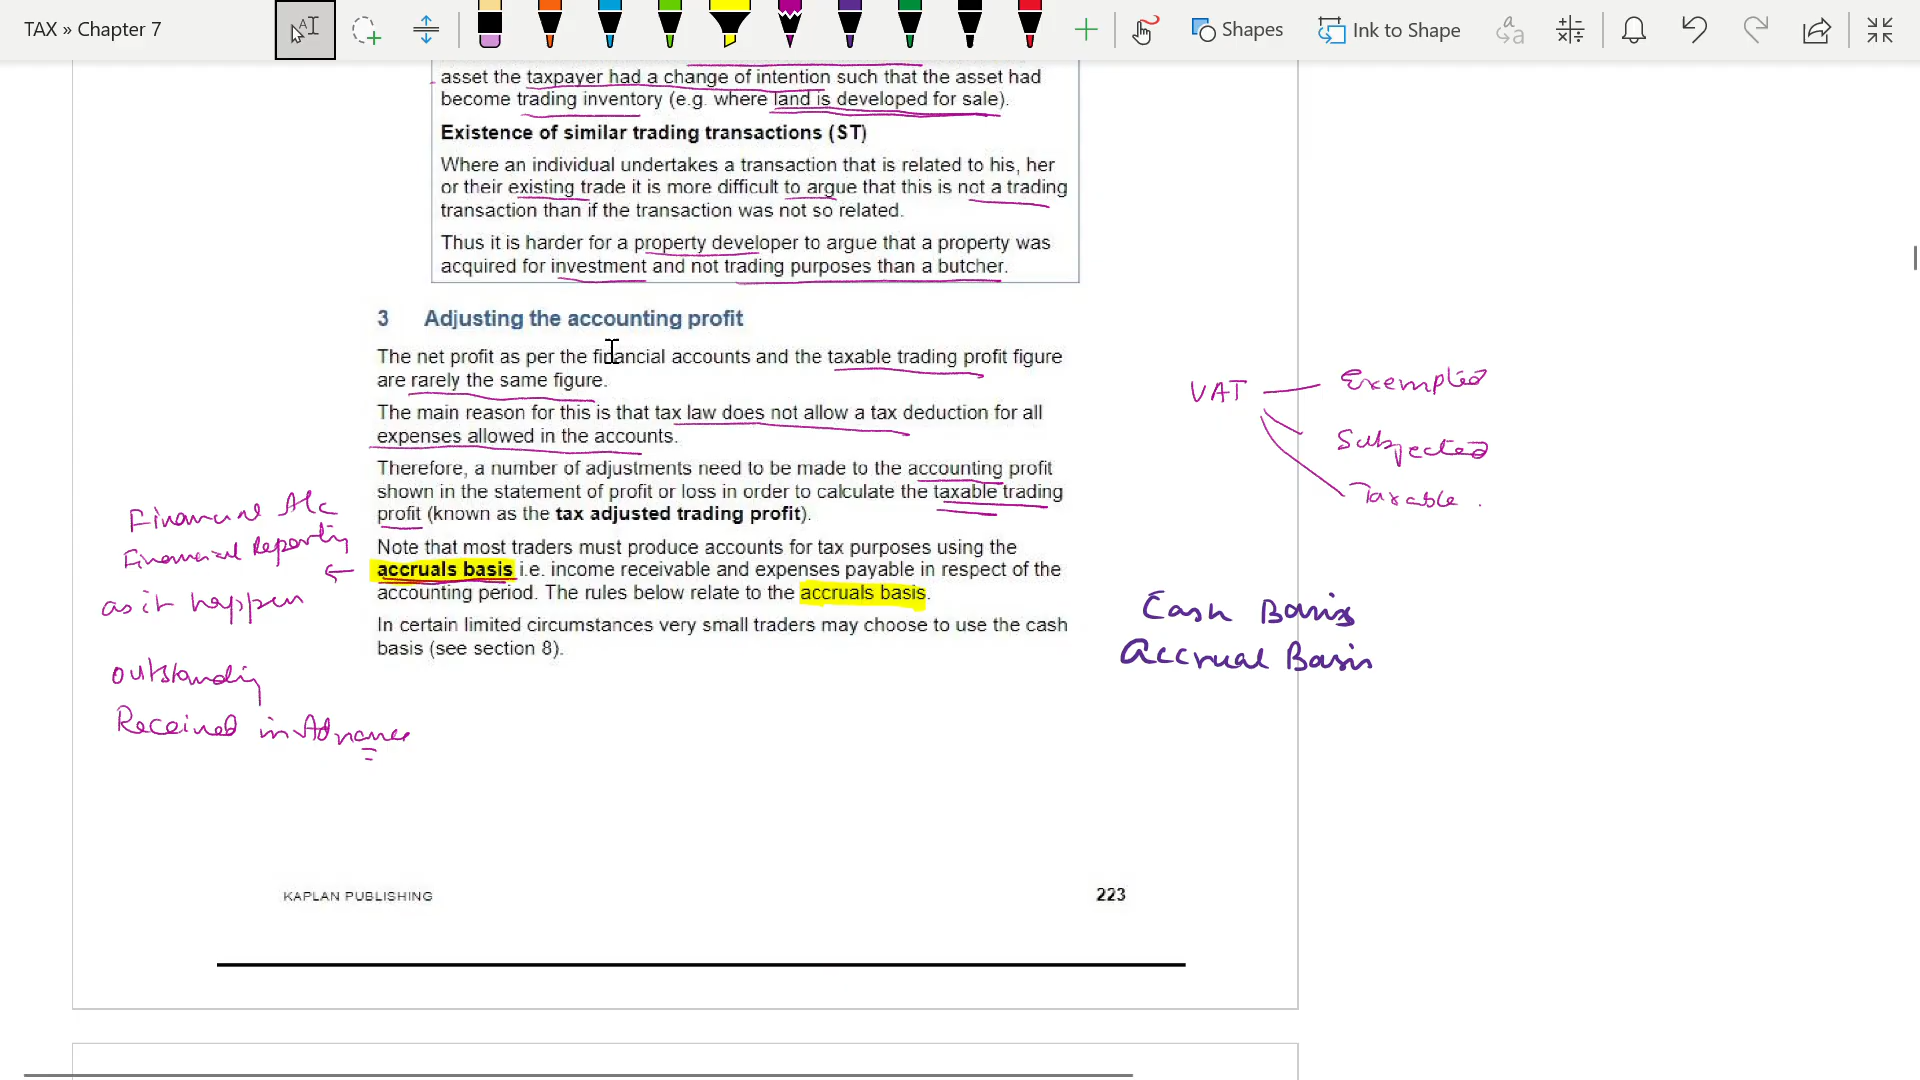 TAX » Chapter 7
Shapes
Ink to Shape
asset the taxpayer had a change of intention such that the asset had
become trading inventory (e.g. where land is developed for sale).
Existence of similar trading transactions (ST)
Where an individual undertakes a transaction that is related to his, her
or their existing trade it is more difficult to argue that this is not a trading
transaction than if the transaction was not so related.
Thus it is harder for a property developer to argue that a property was
acquired for investment and not trading purposes than a butcher.
3 Adjusting the accounting profit
The net profit as per the financial accounts and the taxable trading profit figure
are rarely the same figure.
The main reason for this is that tax law does not allow a tax deduction for all
expenses allowed in the accounts.
Therefore, a number of adjustments need to be made to the accounting profit
shown in the statement of profit or loss in order to calculate the taxable trading
profit (known as the tax adjusted trading profit).
Note that most traders must produce accounts for tax purposes using the
accruals basis i.e. income receivable and expenses payable in respect of the
accounting period. The rules below relate to the accruals basis.
In certain limited circumstances very small traders may choose to use the cash
basis (see section 8).
Financial A/c
Financial Reporting
as it happen
outstanding
Received in Advance
VAT
Exempted
Subjected
Taxable .
Cash Basis
Accrual Basis
KAPLAN PUBLISHING
223